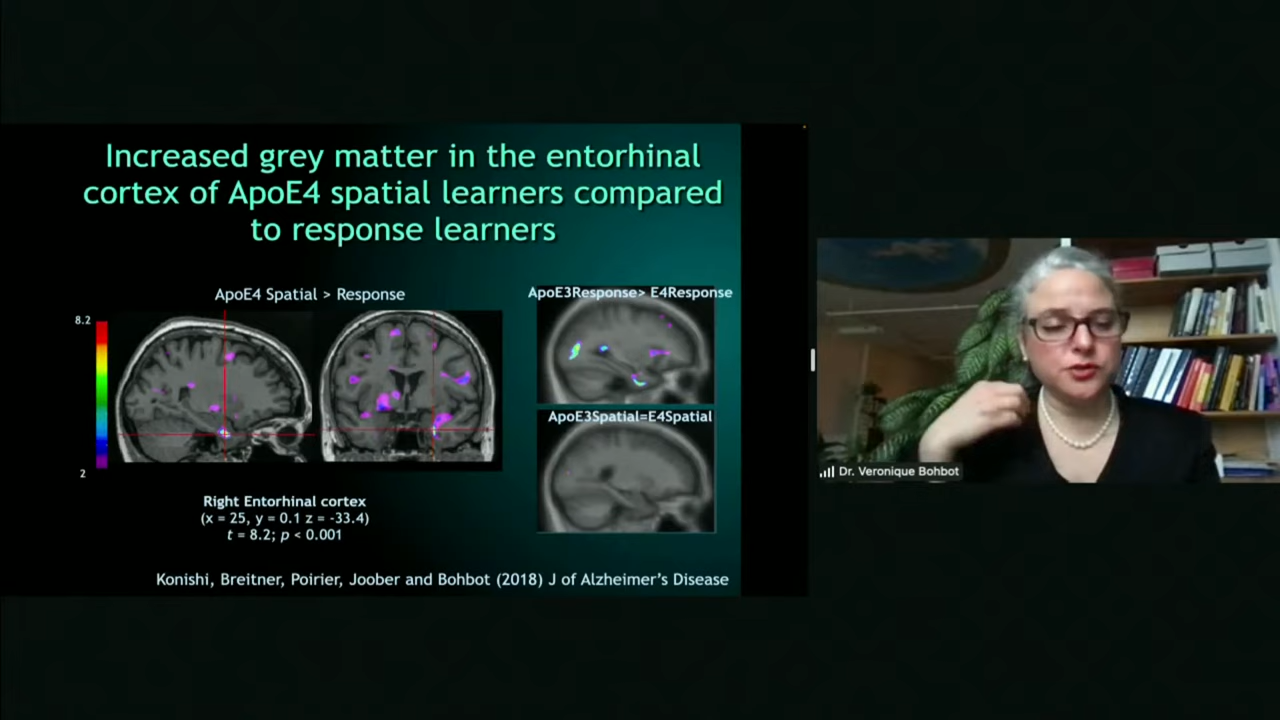 Increased grey matter in the entorhinal
cortex of ApoE4 spatial learners compared
to response learners
ApoE4 Spatial > Response
8.2
2
Right Entorhinal cortex
(x = 25, y = 0.1 z = -33.4)
t = 8.2; p < 0.001
ApoE3Response> E4Response
ApoE3Spatial=E4Spatial
Konishi, Breitner, Poirier, Joober and Bohbot (2018) J of Alzheimer's Disease
Dr. Veronique Bohbot